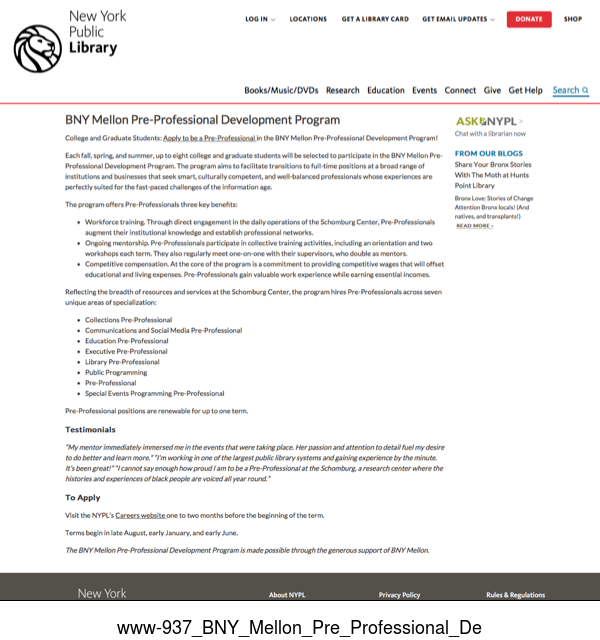 New York
Public
Library
LOG IN
LOCATIONS
GET A LIBRARY CARD
GET EMAIL UPDATES
DONATE
SHOP
Books/Music/DVDs Research Education Events Connect Give Get Help Search
BNY Mellon Pre-Professional Development Program
College and Graduate Students: Apply to be a Pre-Professional in the BNY Mellon Pre-Professional Development Program!
Each fall, spring, and summer, up to eight college and graduate students will be selected to participate in the BNY Mellon Pre-
Professional Development Program. The program aims to facilitate transitions to full-time positions at a broad range of
institutions and businesses that seek smart, culturally competent, and well-balanced professionals whose experiences are
perfectly suited for the fast-paced challenges of the information age.
The program offers Pre-Professionals three key benefits:
• Workforce training. Through direct engagement in the daily operations of the Schomburg Center, Pre-Professionals
augment their institutional knowledge and establish professional networks.
• Ongoing mentorship. Pre-Professionals participate in collective training activities, including an orientation and two
workshops each term. They also regularly meet one-on-one with their supervisors, who double as mentors.
• Competitive compensation. At the core of the program is a commitment to providing competitive wages that will offset
educational and living expenses. Pre-Professionals gain valuable work experience while earning essential incomes.
Reflecting the breadth of resources and services at the Schomburg Center, the program hires Pre-Professionals across seven
unique areas of specialization:
• Collections Pre-Professional
• Communications and Social Media Pre-Professional
• Education Pre-Professional
• Executive Pre-Professional
• Library Pre-Professional
• Public Programming
• Pre-Professional
• Special Events Programming Pre-Professional
Pre-Professional positions are renewable for up to one term.
Testimonials
"My mentor immediately immersed me in the events that were taking place. Her passion and attention to detail fuel my desire
to do better and learn more." "I'm working in one of the largest public library systems and gaining experience by the minute.
It's been great!" "I cannot say enough how proud I am to be a Pre-Professional at the Schomburg, a research center where the
histories and experiences of black people are voiced all year round."
To Apply
Visit the NYPL's Careers website one to two months before the beginning of the term.
Terms begin in late August, early January, and early June.
The BNY Mellon Pre-Professional Development Program is made possible through the generous support of BNY Mellon.
ASK NYPL
Chat with a librarian now
FROM OUR BLOGS
Share Your Bronx Stories
With The Moth at Hunts
Point Library
Bronx Love: Stories of Change
Attention Bronx locals! (And
natives, and transplants!)
READ MORE ›
New York
About NYPL
Privacy Policy
Rules & Regulations
www-937_BNY_Mellon_Pre_Professional_De